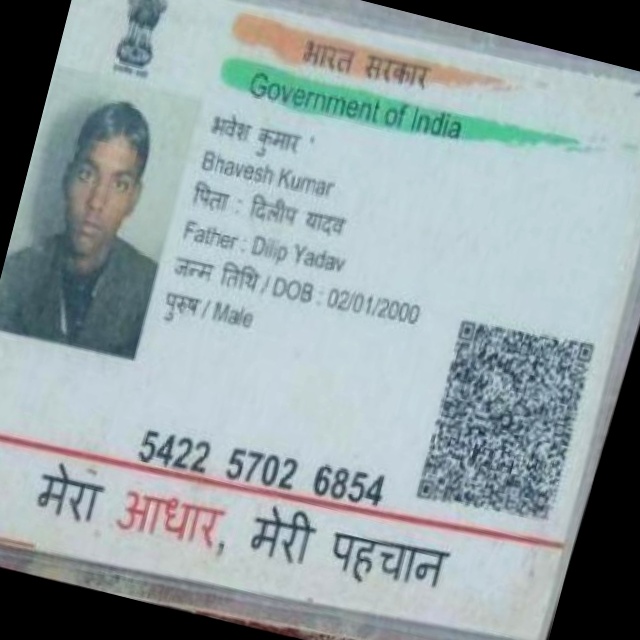 भारत सरकार
Government of India
भवेश कुमार
Bhavesh Kumar
पिता : दिलीप यादव
Father : Dilip Yadav
जन्म तिथि / DOB : 02/01/2000
पुरुष / Male
5422 5702 6854
मेरा आधार, मेरी पहचान